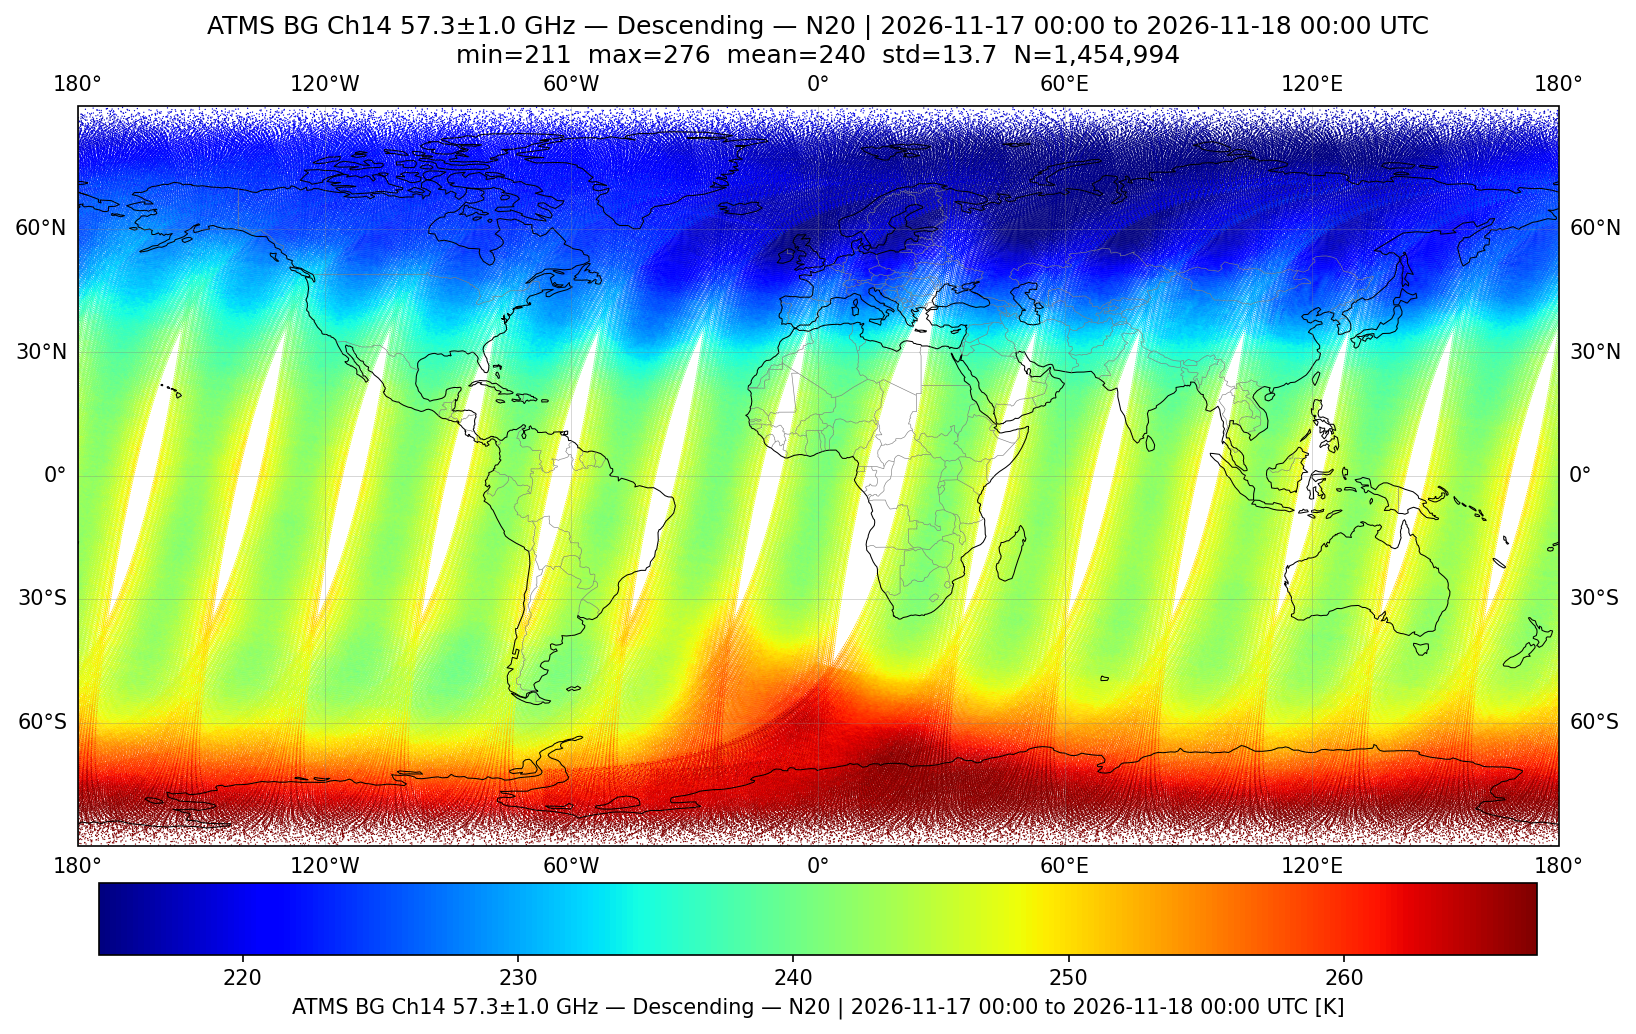 ATMS BG Ch14 57.3±1.0 GHz — Descending — N20 | 2026-11-17 00:00 to 2026-11-18 00:00 UTC
min=211 max=276 mean=240 std=13.7 N=1,454,994
180° 120°W 60°W 0° 60°E 120°E 180°
60°N 60°N
30°N 30°N
0° 0°
30°S 30°S
60°S 60°S
180° 120°W 60°W 0° 60°E 120°E 180°
220 230 240 250 260
ATMS BG Ch14 57.3±1.0 GHz — Descending — N20 | 2026-11-17 00:00 to 2026-11-18 00:00 UTC [K]